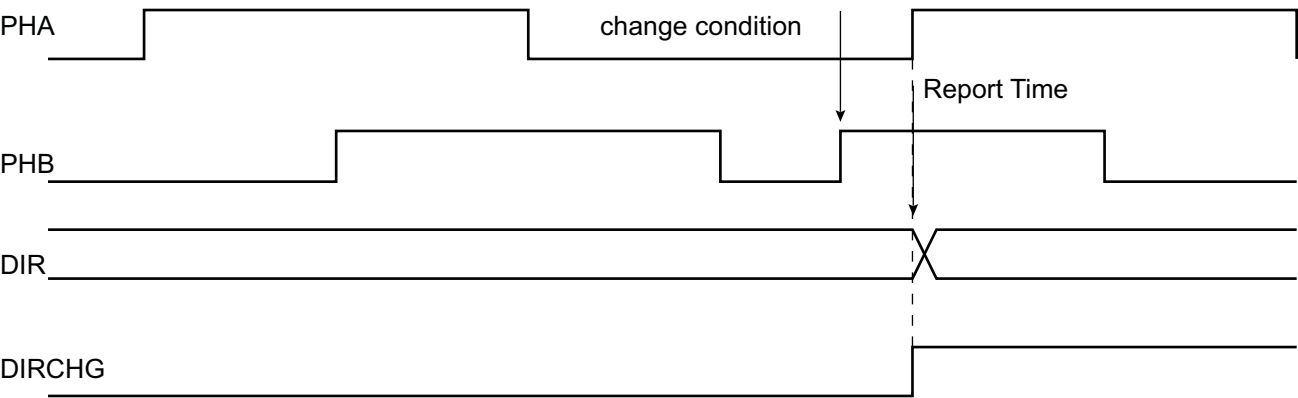 PHA
change condition
Report Time
PHB
DIR
DIRCHG